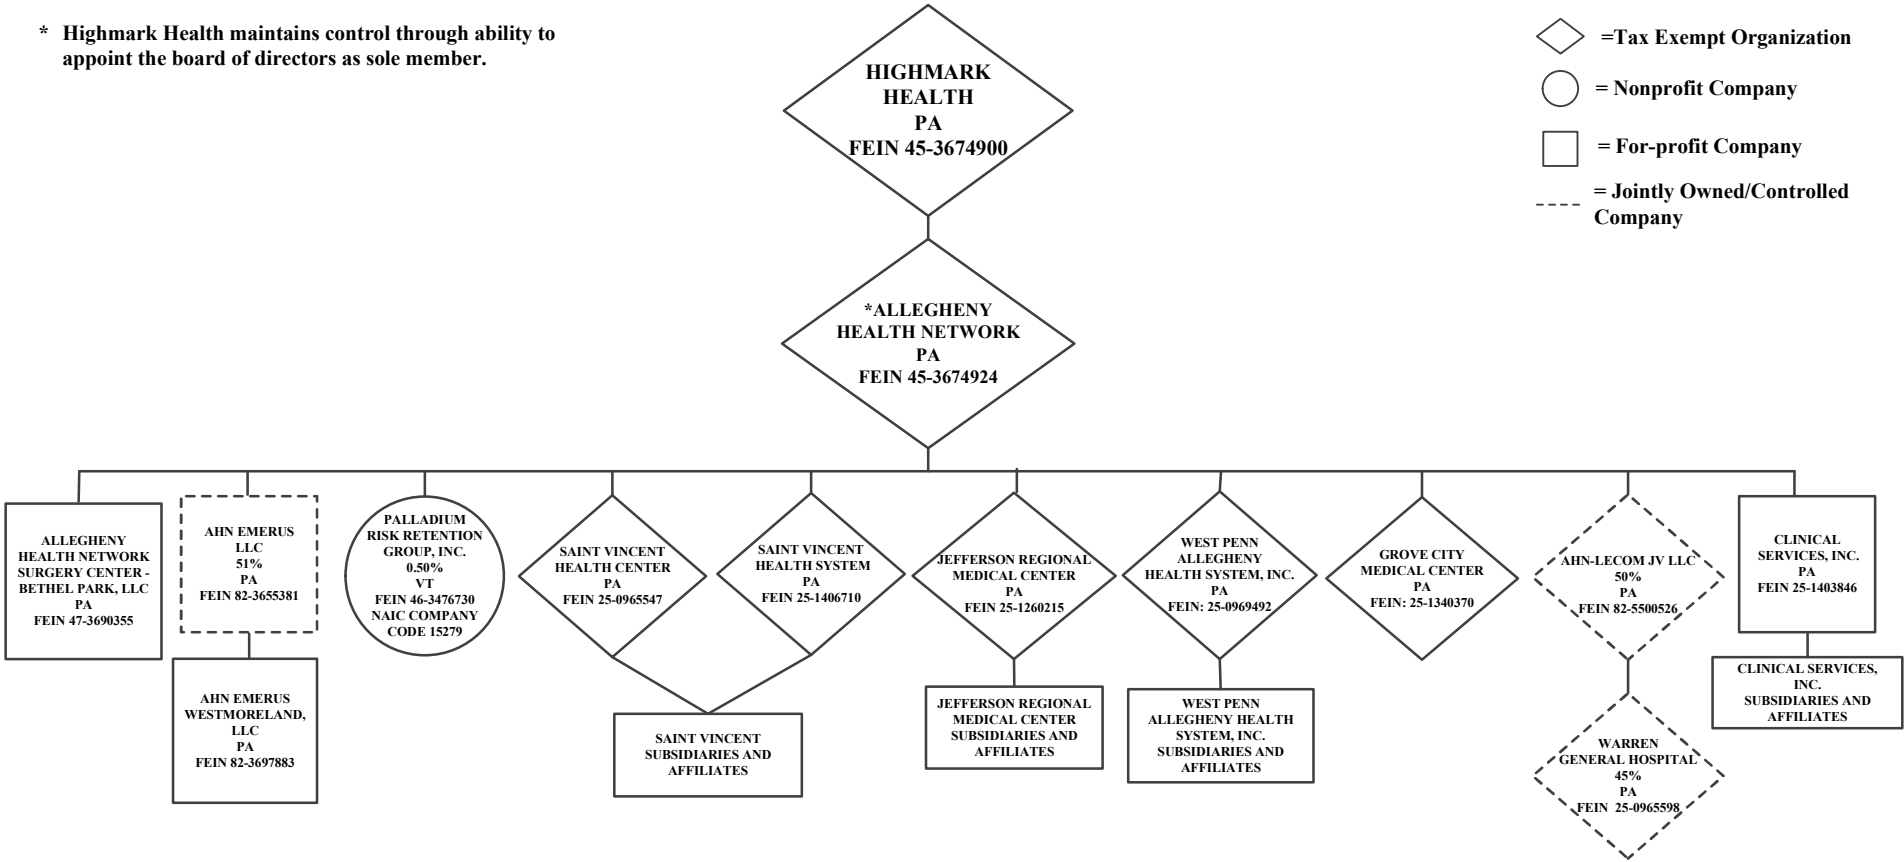 * Highmark Health maintains control through ability to
appoint the board of directors as sole member.
=Tax Exempt Organization
= Nonprofit Company
= For-profit Company
= Jointly Owned/Controlled
Company
HIGHMARK
HEALTH
PA
FEIN 45-3674900
*ALLEGHENY
HEALTH NETWORK
PA
FEIN 45-3674924
ALLEGHENY
HEALTH NETWORK
SURGERY CENTER -
BETHEL PARK, LLC
PA
FEIN 47-3690355
AHN EMERUS
LLC
51%
PA
FEIN 82-3655381
PALLADIUM
RISK RETENTION
GROUP, INC.
0.50%
VT
FEIN 46-3476730
NAIC COMPANY
CODE 15279
SAINT VINCENT
HEALTH CENTER
PA
FEIN 25-0965547
SAINT VINCENT
HEALTH SYSTEM
PA
FEIN 25-1406710
JEFFERSON REGIONAL
MEDICAL CENTER
PA
FEIN 25-1260215
WEST PENN
ALLEGHENY
HEALTH SYSTEM, INC.
PA
FEIN: 25-0969492
GROVE CITY
MEDICAL CENTER
PA
FEIN: 25-1340370
AHN-LECOM JV LLC
50%
PA
FEIN 82-5500526
CLINICAL
SERVICES, INC.
PA
FEIN 25-1403846
AHN EMERUS
WESTMORELAND,
LLC
PA
FEIN 82-3697883
SAINT VINCENT
SUBSIDIARIES AND
AFFILIATES
JEFFERSON REGIONAL
MEDICAL CENTER
SUBSIDIARIES AND
AFFILIATES
WEST PENN
ALLEGHENY HEALTH
SYSTEM, INC.
SUBSIDIARIES AND
AFFILIATES
WARREN
GENERAL HOSPITAL
45%
PA
FEIN 25-0965598
CLINICAL SERVICES,
INC.
SUBSIDIARIES AND
AFFILIATES